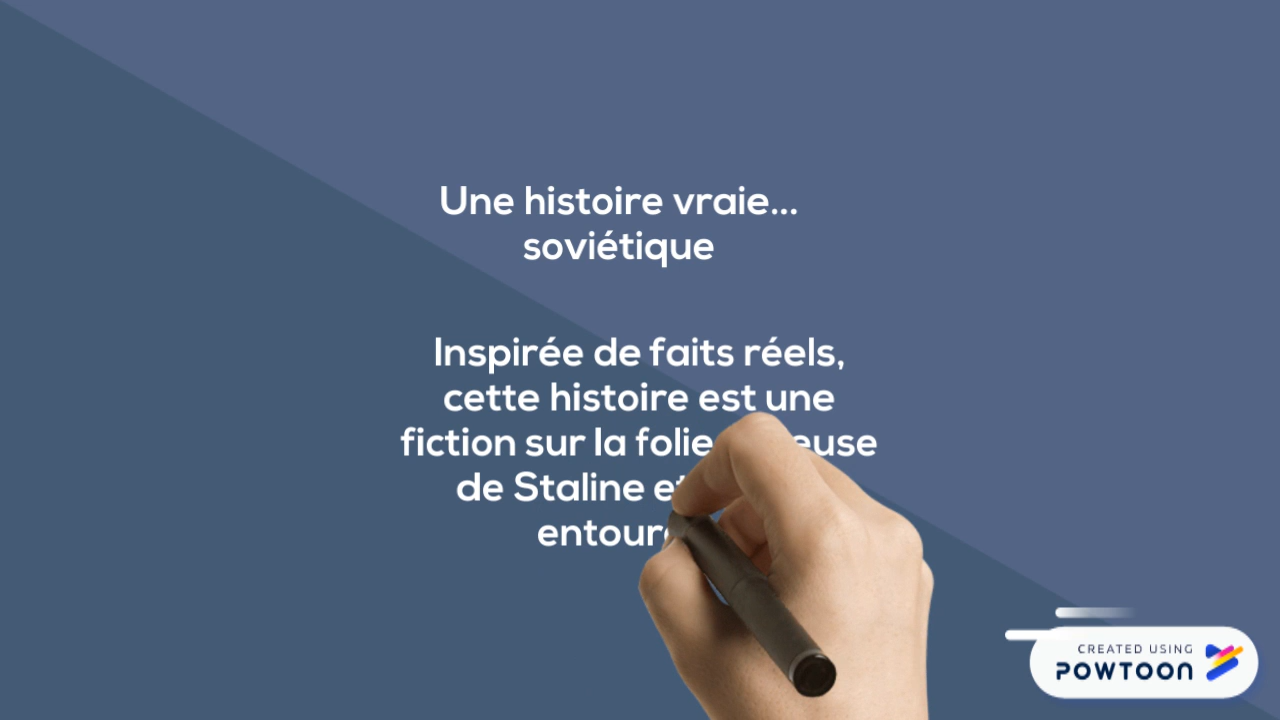 Une histoire vraie...
soviétique
Inspirée de faits réels,
cette histoire est une
fiction sur la folie
de Staline et
CREATED USING
POWTOON